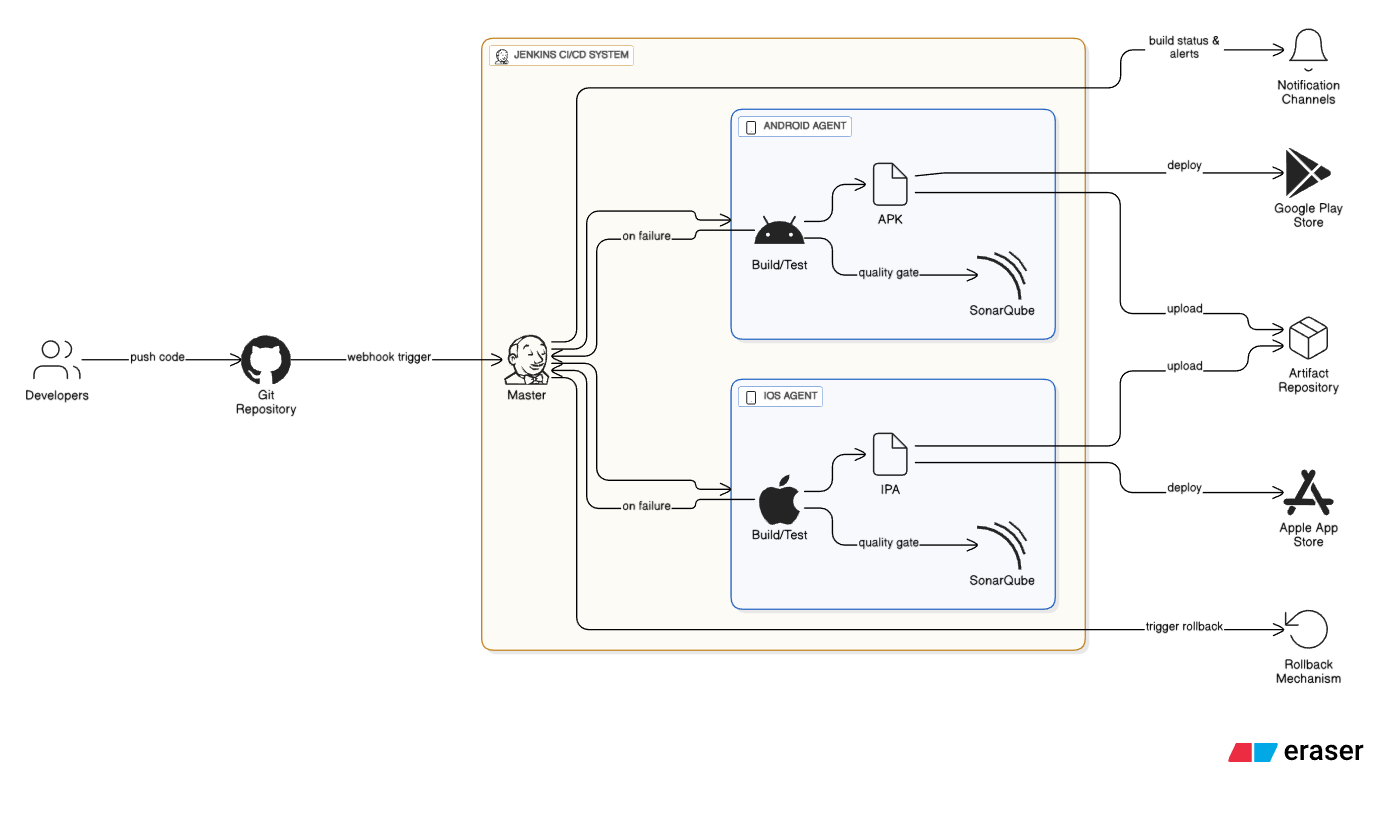 JENKINS CI/CD SYSTEM
build status &
alerts
Notification
Channels
ANDROID AGENT
APK
deploy
Google Play
Store
on failure
Build/Test
quality gate
SonarQube
upload
Developers
push code
Git
Repository
webhook trigger
Master
upload
Artifact
Repository
IOS AGENT
IPA
deploy
Apple App
Store
on failure
Build/Test
quality gate
SonarQube
trigger rollback
Rollback
Mechanism
eraser